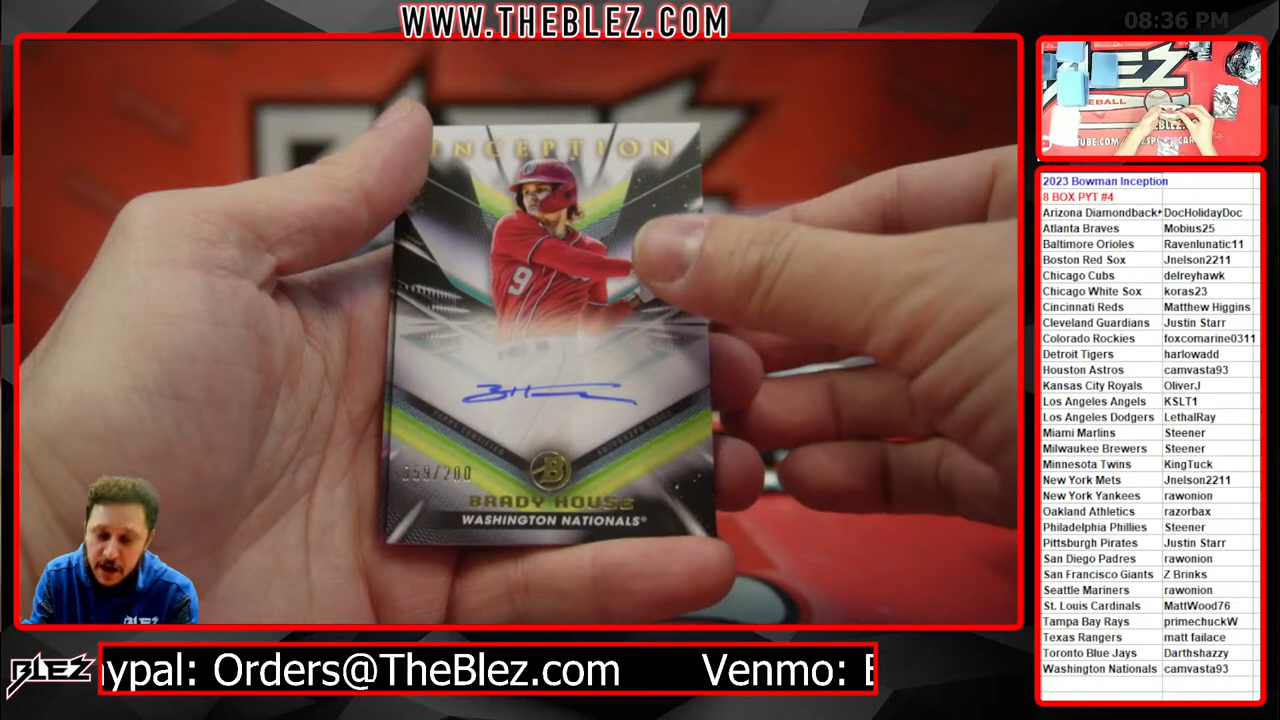 WWW.THEBLEZ.COM
08:36 PM
INCEPTION
9
059/200
BRADY HOUSE
WASHINGTON NATIONALS®
BLEZ
ypal: Orders@TheBlez.com Venmo:
2023 Bowman Inception
8 BOX PYT #4
Arizona Diamondback DocHolidayDoc
Atlanta Braves Mobius25
Baltimore Orioles Ravenlunatic11
Boston Red Sox Jnelson2211
Chicago Cubs delreyhawk
Chicago White Sox koras23
Cincinnati Reds Matthew Higgins
Cleveland Guardians Justin Starr
Colorado Rockies foxcomarine0311
Detroit Tigers harlowadd
Houston Astros camvasta93
Kansas City Royals OliverJ
Los Angeles Angels KSLT1
Los Angeles Dodgers LethalRay
Miami Marlins Steener
Milwaukee Brewers Steener
Minnesota Twins KingTuck
New York Mets Jnelson2211
New York Yankees rawonion
Oakland Athletics razorbax
Philadelphia Phillies Steener
Pittsburgh Pirates Justin Starr
San Diego Padres rawonion
San Francisco Giants Z Brinks
Seattle Mariners rawonion
St. Louis Cardinals MattWood76
Tampa Bay Rays primechuckW
Texas Rangers matt failace
Toronto Blue Jays Darthshazzy
Washington Nationals camvasta93